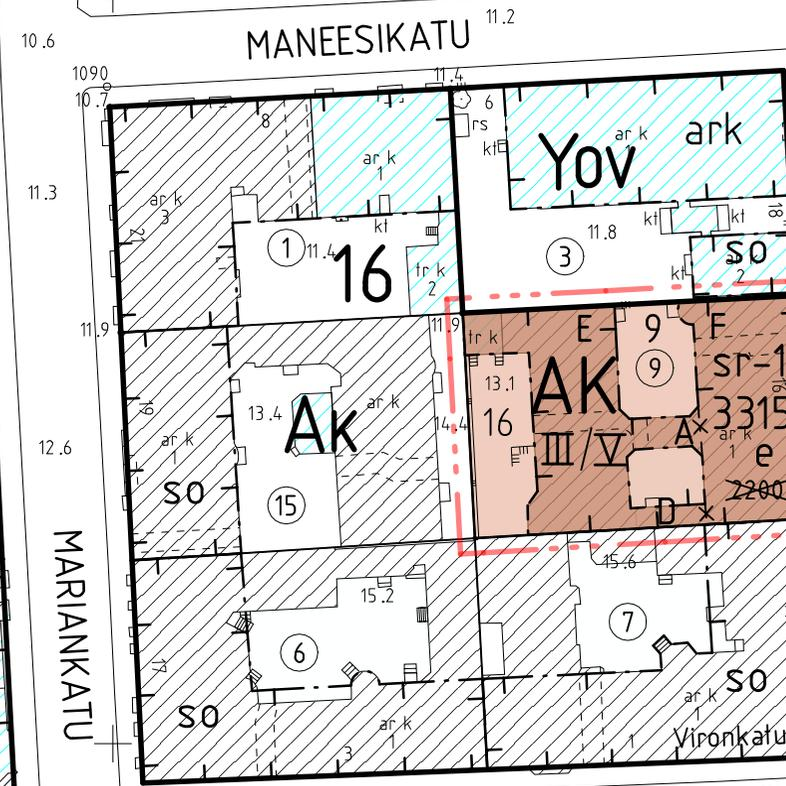 11.2
10.6
MANEESIKATU
1090
11.4
10.7
8
6
rs
kt
Yov
ark
ar k
1
ar k
1
11.3
ar k
3
21
kt
kt
kt
18
1
11.4
16
11.8
3
so
2
tr k
2
kt
11.9
11.9
tr k
E
9
F
9
sr-1
16
13.1
AK
3315
19
13.4
Ak
ar k
14.4
16
A
ar k
1
12.6
ar k
1
III/V
e
so
15
D
2200
MARIANKATU
15.6
15.2
7
6
17
so
so
ar k
1
ar k
1
3
1
Vironkatu